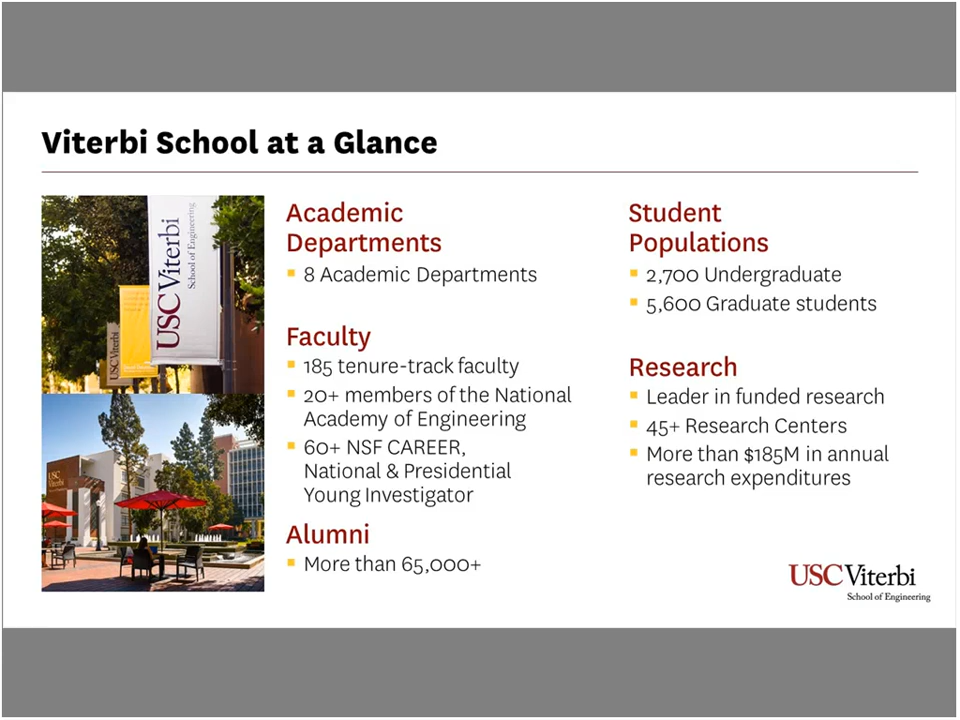 Viterbi School at a Glance
USC Viterbi
School of Engineering
USC Viterbi
USC
Viterbi
Academic
Departments
8 Academic Departments
Faculty
185 tenure-track faculty
20+ members of the National
Academy of Engineering
60+ NSF CAREER,
National & Presidential
Young Investigator
Alumni
More than 65,000+
Student
Populations
2,700 Undergraduate
5,600 Graduate students
Research
Leader in funded research
45+ Research Centers
More than $185M in annual
research expenditures
USC Viterbi
School of Engineering